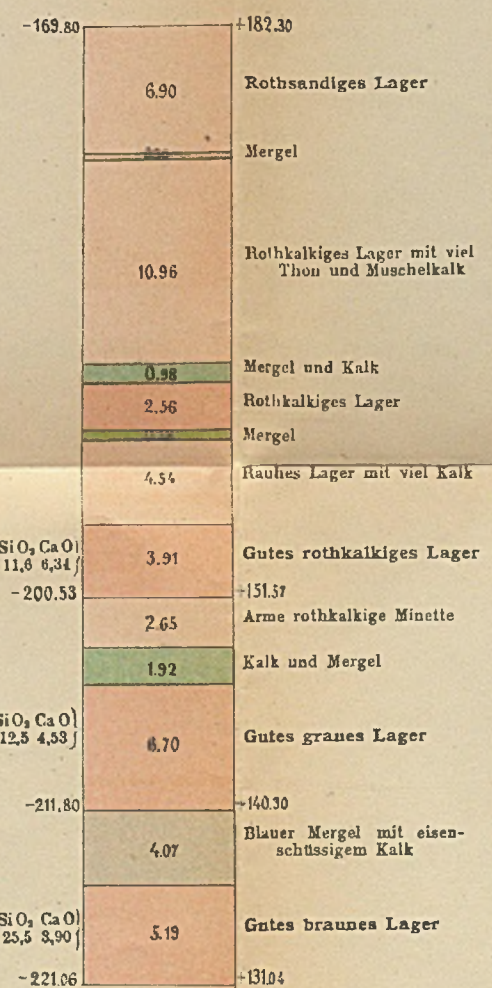 -169.80 +182.30
6.90 Rothsandiges Lager
Mergel
10.96 Rothkalkiges Lager mit viel
Thon und Muschelkalk
0.98 Mergel und Kalk
2.56 Rothkalkiges Lager
Mergel
4.54 Rauhes Lager mit viel Kalk
SiO₂ CaO
11,6 6,34
3.91 Gutes rothkalkiges Lager
-200.53 +151.57
2.65 Arme rothkalkige Minette
1.92 Kalk und Mergel
SiO₂ CaO
12,5 4,53
6.70 Gutes graues Lager
-211.80 +140.30
4.07 Blauer Mergel mit eisen-
schüssigem Kalk
SiO₂ CaO
25,5 3,90
5.19 Gutes braunes Lager
-221.06 +131.04